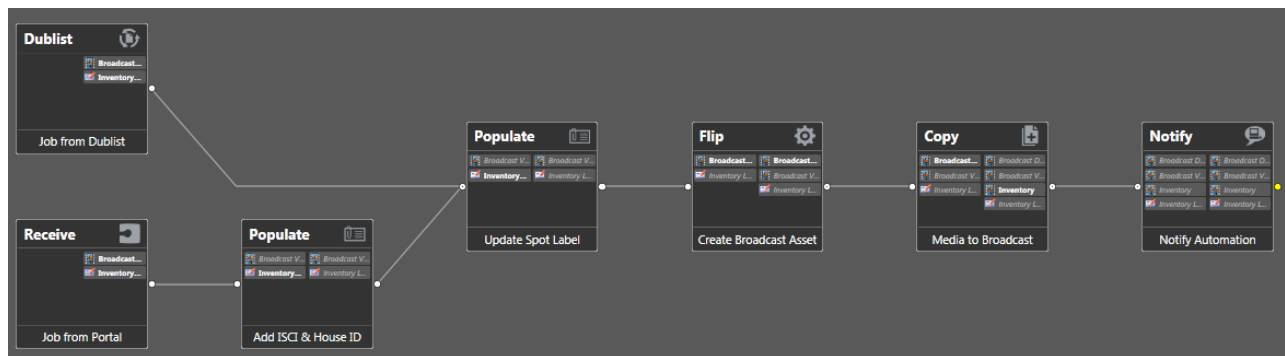 Dublist
Broadcast...
Inventory...
Job from Dublist
Populate
Broadcast V... Broadcast V...
Inventory... Inventory L...
Update Spot Label
Flip
Broadcast... Broadcast...
Inventory L... Broadcast V...
Inventory L...
Create Broadcast Asset
Copy
Broadcast... Broadcast D...
Inventory L... Broadcast V...
Inventory
Inventory L...
Media to Broadcast
Notify
Broadcast D... Broadcast D...
Broadcast V... Broadcast V...
Inventory Inventory
Inventory L... Inventory L...
Notify Automation
Receive
Broadcast...
Inventory...
Job from Portal
Populate
Broadcast V... Broadcast V...
Inventory... Inventory L...
Add ISCI & House ID